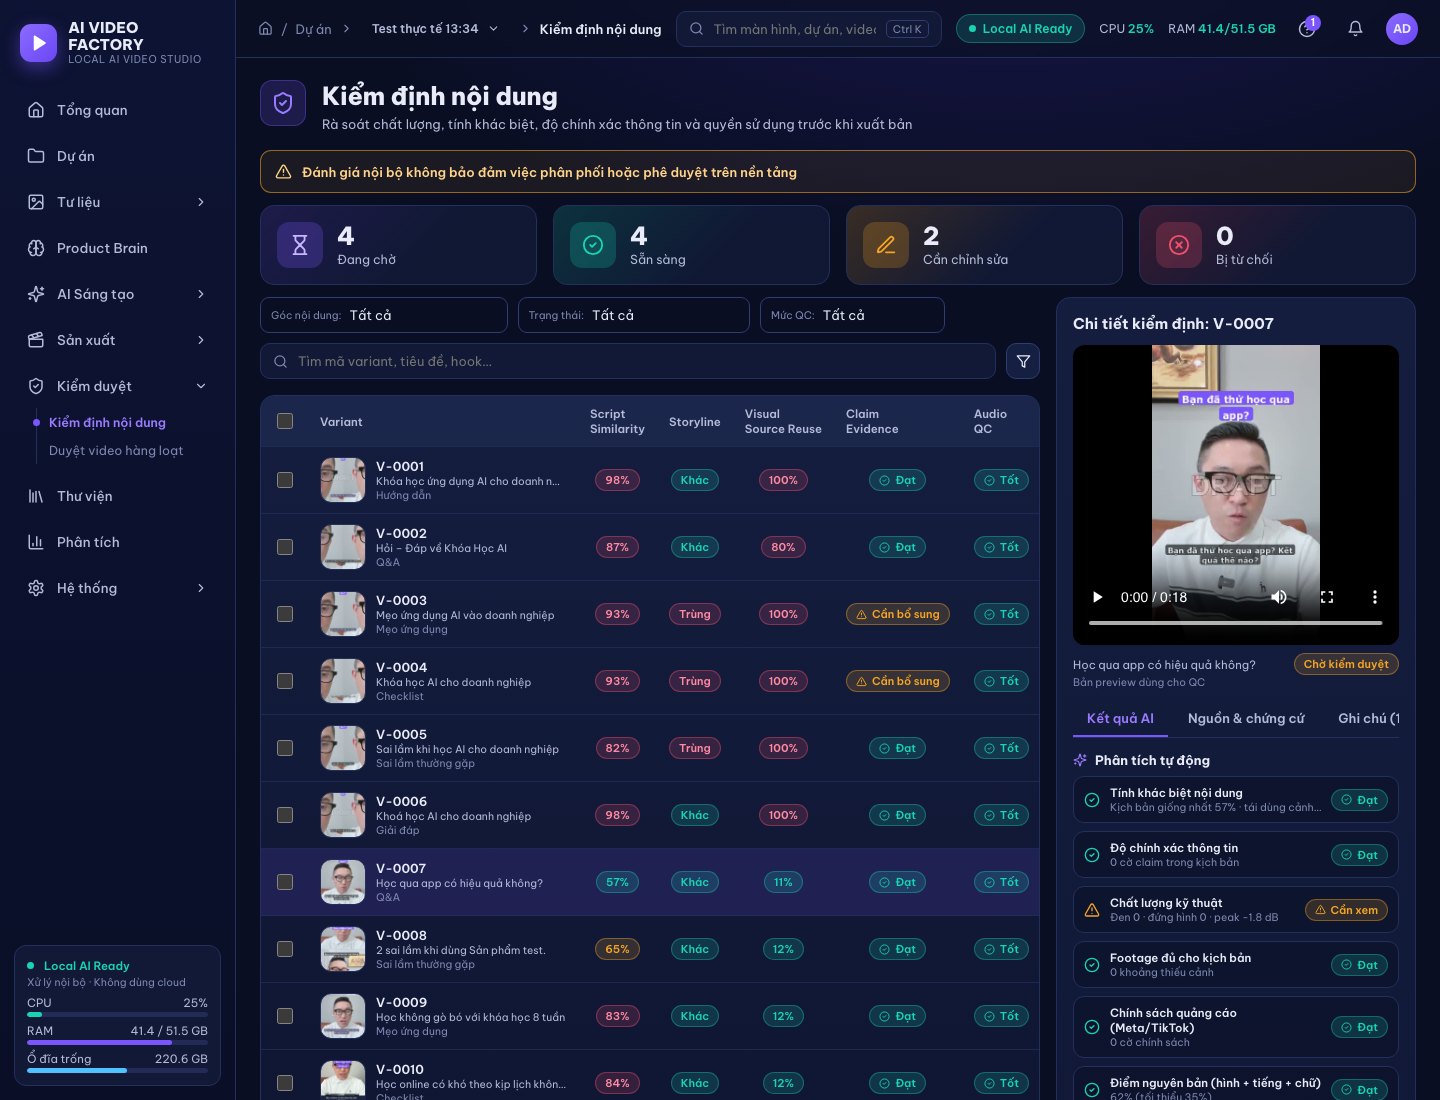 AI VIDEO
FACTORY
LOCAL AI VIDEO STUDIO
Tổng quan
Dự án
Tư liệu
Product Brain
AI Sáng tạo
Sản xuất
Kiểm duyệt
Kiểm định nội dung
Duyệt video hàng loạt
Thư viện
Phân tích
Hệ thống
Local AI Ready
Xử lý nội bộ · Không dùng cloud
CPU 25%
RAM 41.4 / 51.5 GB
Ổ đĩa trống 220.6 GB
/ Dự án > Test thực tế 13:34 > Kiểm định nội dung
Tìm màn hình, dự án, video Ctrl K
Local AI Ready
CPU 25%
RAM 41.4/51.5 GB
1
AD
Kiểm định nội dung
Rà soát chất lượng, tính khác biệt, độ chính xác thông tin và quyền sử dụng trước khi xuất bản
Đánh giá nội bộ không bảo đảm việc phân phối hoặc phê duyệt trên nền tảng
4
Đang chờ
4
Sẵn sàng
2
Cần chỉnh sửa
0
Bị từ chối
Góc nội dung: Tất cả
Trạng thái: Tất cả
Mức QC: Tất cả
Tìm mã variant, tiêu đề, hook...
Variant
Script
Similarity
Storyline
Visual
Source Reuse
Claim
Evidence
Audio
QC
V-0001
Khóa học ứng dụng AI cho doanh n...
Hướng dẫn
98% Khác 100% Đạt Tốt
V-0002
Hỏi – Đáp về Khóa Học AI
Q&A
87% Khác 80% Đạt Tốt
V-0003
Mẹo ứng dụng AI vào doanh nghiệp
Mẹo ứng dụng
93% Trùng 100% Cần bổ sung Tốt
V-0004
Khóa học AI cho doanh nghiệp
Checklist
93% Trùng 100% Cần bổ sung Tốt
V-0005
Sai lầm khi học AI cho doanh nghiệp
Sai lầm thường gặp
82% Trùng 100% Đạt Tốt
V-0006
Khoá học AI cho doanh nghiệp
Giải đáp
98% Khác 100% Đạt Tốt
V-0007
Học qua app có hiệu quả không?
Q&A
57% Khác 11% Đạt Tốt
V-0008
2 sai lầm khi dùng Sản phẩm test.
Sai lầm thường gặp
65% Khác 12% Đạt Tốt
V-0009
Học không gò bó với khóa học 8 tuần
Mẹo ứng dụng
83% Khác 12% Đạt Tốt
V-0010
Học online có khó theo kịp lịch khôn...
Checklist
84% Khác 12% Đạt Tốt
Chi tiết kiểm định: V-0007
Bạn đã thử học qua
app?
DRAFT
Bạn đã thử học qua app? Kết
quả thế nào?
0:00 / 0:18
Học qua app có hiệu quả không?
Chờ kiểm duyệt
Bản preview dùng cho QC
Kết quả AI
Nguồn & chứng cứ
Ghi chú (1
Phân tích tự động
Tính khác biệt nội dung
Kịch bản giống nhất 57% · tái dùng cảnh...
Đạt
Độ chính xác thông tin
0 cờ claim trong kịch bản
Đạt
Chất lượng kỹ thuật
Đen 0 · đứng hình 0 · peak -1.8 dB
Cần xem
Footage đủ cho kịch bản
0 khoảng thiếu cảnh
Đạt
Chính sách quảng cáo
(Meta/TikTok)
0 cờ chính sách
Đạt
Điểm nguyên bản (hình + tiếng + chữ)
62% (tối thiểu 35%)
Đạt